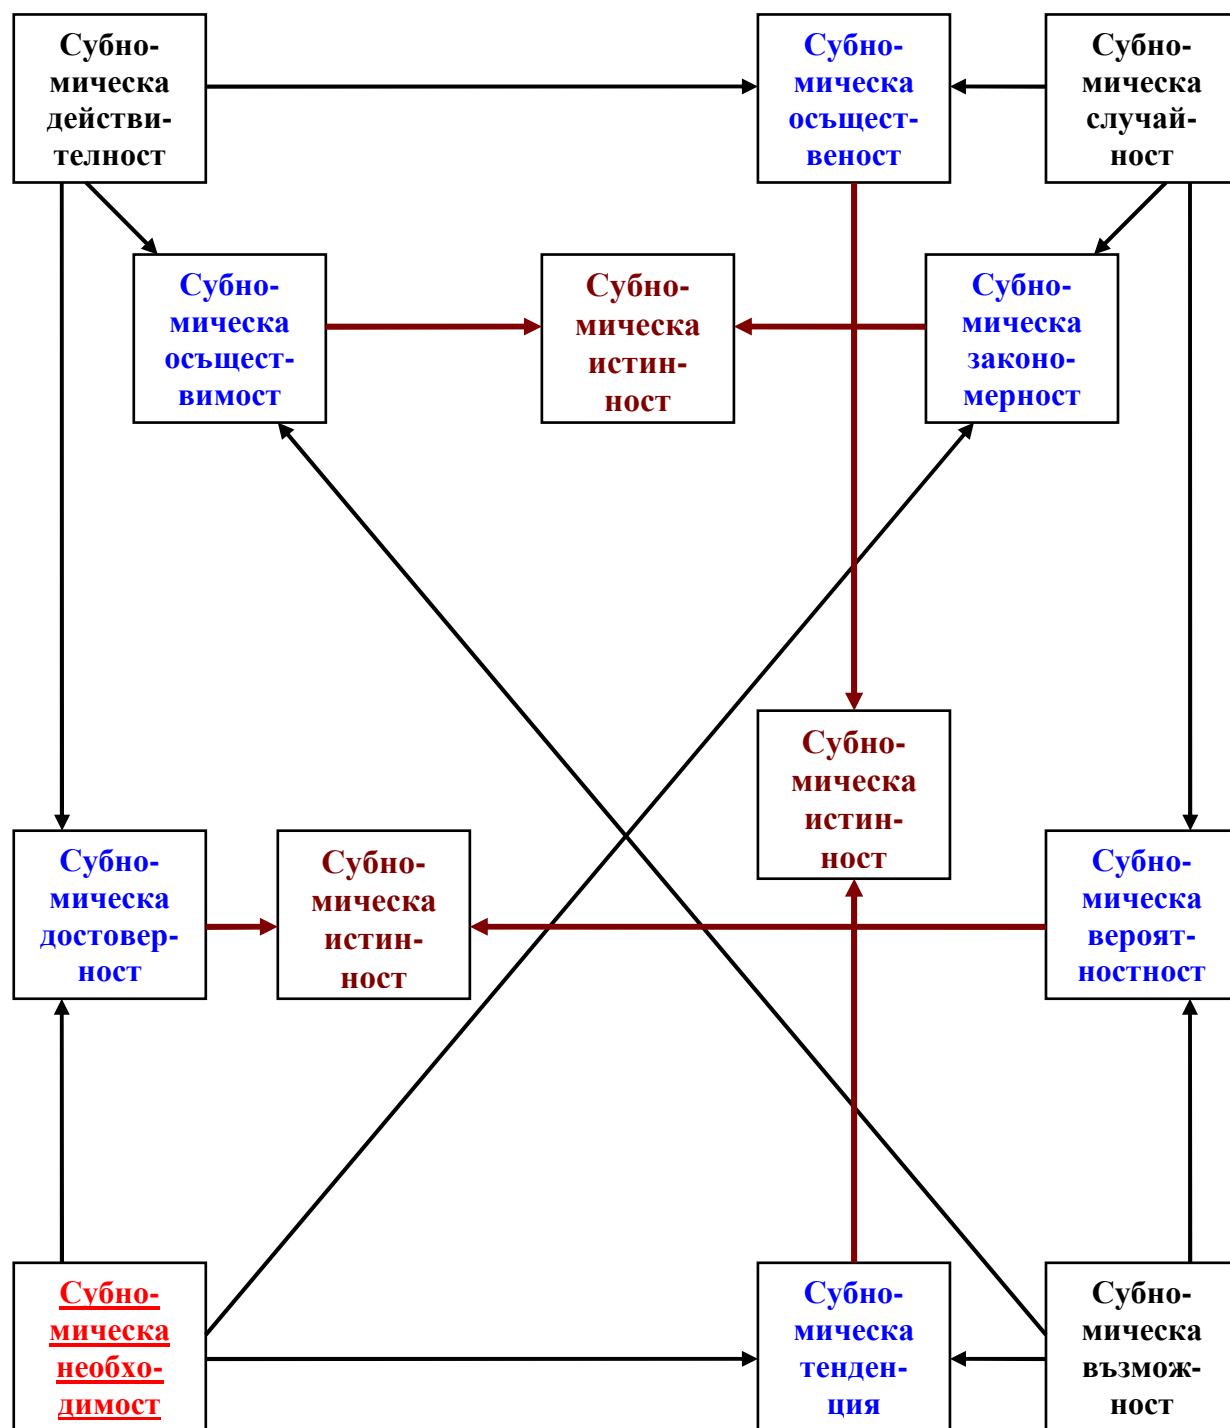 Субно-
мическа
действи-
телност
Субно-
мическа
осъщест-
веност
Субно-
мическа
случай-
ност
Субно-
мическа
осъщест-
вимост
Субно-
мическа
истин-
ност
Субно-
мическа
законо-
мерност
Субно-
мическа
истин-
ност
Субно-
мическа
достовер-
ност
Субно-
мическа
истин-
ност
Субно-
мическа
вероят-
ностност
Субно-
мическа
необхо-
димост
Субно-
мическа
тенден-
ция
Субно-
мическа
възмож-
ност